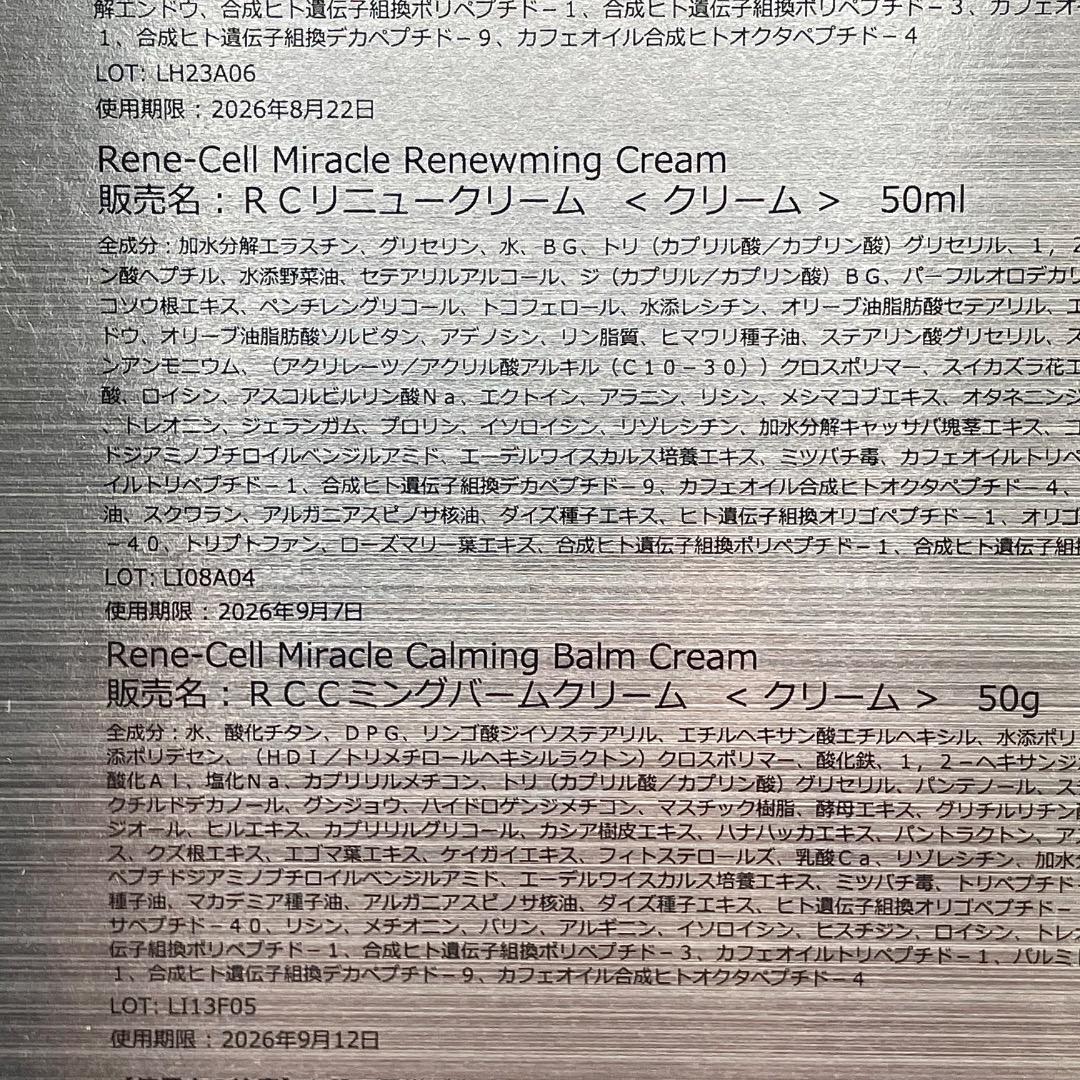 解エンドウ、合成ヒト遺伝子組換ポリペプチド－１、合成ヒト遺伝子組換ポリペプチド－３、カフェオイ
１、合成ヒト遺伝子組換デカペプチド－９、カフェオイル合成ヒトオクタペプチド－４
LOT: LH23A06
使用期限：2026年8月22日
Rene-Cell Miracle Renewming Cream
販売名：ＲＣリニュークリーム　＜クリーム＞　50ml
全成分：加水分解エラスチン、グリセリン、水、ＢＧ、トリ（カプリル酸／カプリン酸）グリセリル、１，２
ン酸ヘプチル、水添野菜油、セテアリルアルコール、ジ（カプリル／カプリン酸）ＢＧ、パーフルオロデカリ
コソウ根エキス、ペンチレングリコール、トコフェロール、水添レシチン、オリーブ油脂肪酸セテアリル、エ
ドウ、オリーブ油脂肪酸ソルビタン、アデノシン、リン脂質、ヒマワリ種子油、ステアリン酸グリセリル、ス
ンアンモニウム、（アクリレーツ／アクリル酸アルキル（Ｃ１０－３０））クロスポリマー、スイカズラ花エ
酸、ロイシン、アスコルビルリン酸Ｎａ、エクトイン、アラニン、リシン、メシマコブエキス、オタネニンジ
、トレオニン、ジェランガム、プロリン、イソロイシン、リゾレシチン、加水分解キャッサバ塊茎エキス、コ
ドジアミノブチロイルベンジルアミド、エーデルワイスカルス培養エキス、ミツバチ毒、カフェオイルトリペ
イルトリペプチド－１、合成ヒト遺伝子組換デカペプチド－９、カフェオイル合成ヒトオクタペプチド－４、
油、スクワラン、アルガニアスピノサ核油、ダイズ種子エキス、ヒト遺伝子組換オリゴペプチド－１、オリゴ
－４０、トリプトファン、ローズマリー葉エキス、合成ヒト遺伝子組換ポリペプチド－１、合成ヒト遺伝子組換
LOT: LI08A04
使用期限：2026年9月7日
Rene-Cell Miracle Calming Balm Cream
販売名：ＲＣＣミングバームクリーム　＜クリーム＞　50g
全成分：水、酸化チタン、ＤＰＧ、リンゴ酸ジイソステアリル、エチルヘキサン酸エチルヘキシル、水添ポリ
添ポリデセン、（ＨＤＩ／トリメチロールヘキシルラクトン）クロスポリマー、酸化鉄、１，２－ヘキサンジ
酸化Ａｌ、塩化Ｎａ、カプリリルメチコン、トリ（カプリル酸／カプリン酸）グリセリル、パンテノール、ス
クチルドデカノール、グンジョウ、ハイドロゲンジメチコン、マスチック樹脂、酵母エキス、グリチルリチン
ジオール、ヒルエキス、カプリリルグリコール、カシア樹皮エキス、ハナハッカエキス、パントラクトン、ア
ス、クズ根エキス、エゴマ葉エキス、ケイガイエキス、フィトステロールズ、乳酸Ｃａ、リゾレシチン、加水
ペプチドジアミノブチロイルベンジルアミド、エーデルワイスカルス培養エキス、ミツバチ毒、トリペプチド－
種子油、マカデミア種子油、アルガニアスピノサ核油、ダイズ種子エキス、ヒト遺伝子組換オリゴペプチド－
サペプチド－４０、リシン、メチオニン、バリン、アルギニン、イソロイシン、ヒスチジン、ロイシン、トレオ
伝子組換ポリペプチド－１、合成ヒト遺伝子組換ポリペプチド－３、カフェオイルトリペプチド－１、パルミ
１、合成ヒト遺伝子組換デカペプチド－９、カフェオイル合成ヒトオクタペプチド－４
LOT: LI13F05
使用期限：2026年9月12日